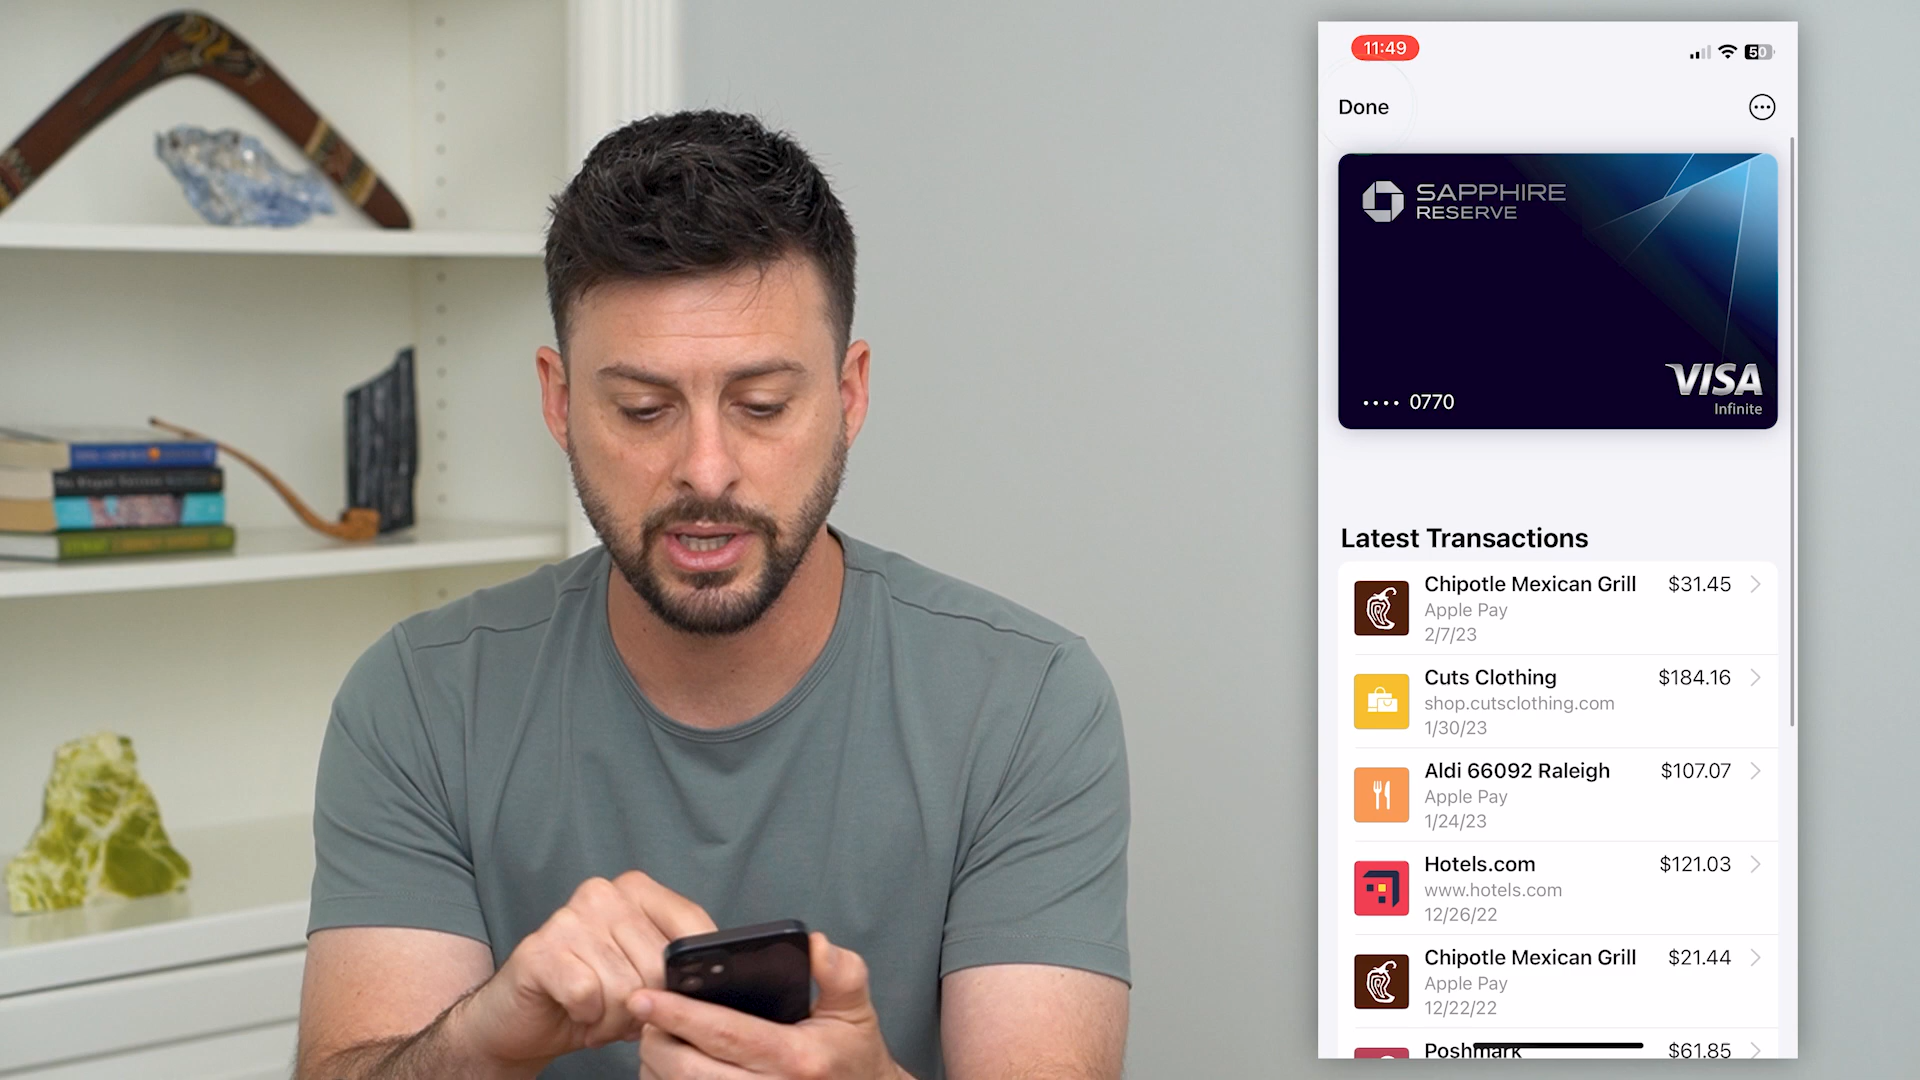 11:49
50
Done
SAPPHIRE
RESERVE
VISA
Infinite
•••• 0770
Latest Transactions
Chipotle Mexican Grill $31.45
Apple Pay
2/7/23
Cuts Clothing $184.16
shop.cutsclothing.com
1/30/23
Aldi 66092 Raleigh $107.07
Apple Pay
1/24/23
Hotels.com $121.03
www.hotels.com
12/26/22
Chipotle Mexican Grill $21.44
Apple Pay
12/22/22
Poshmark $61.85